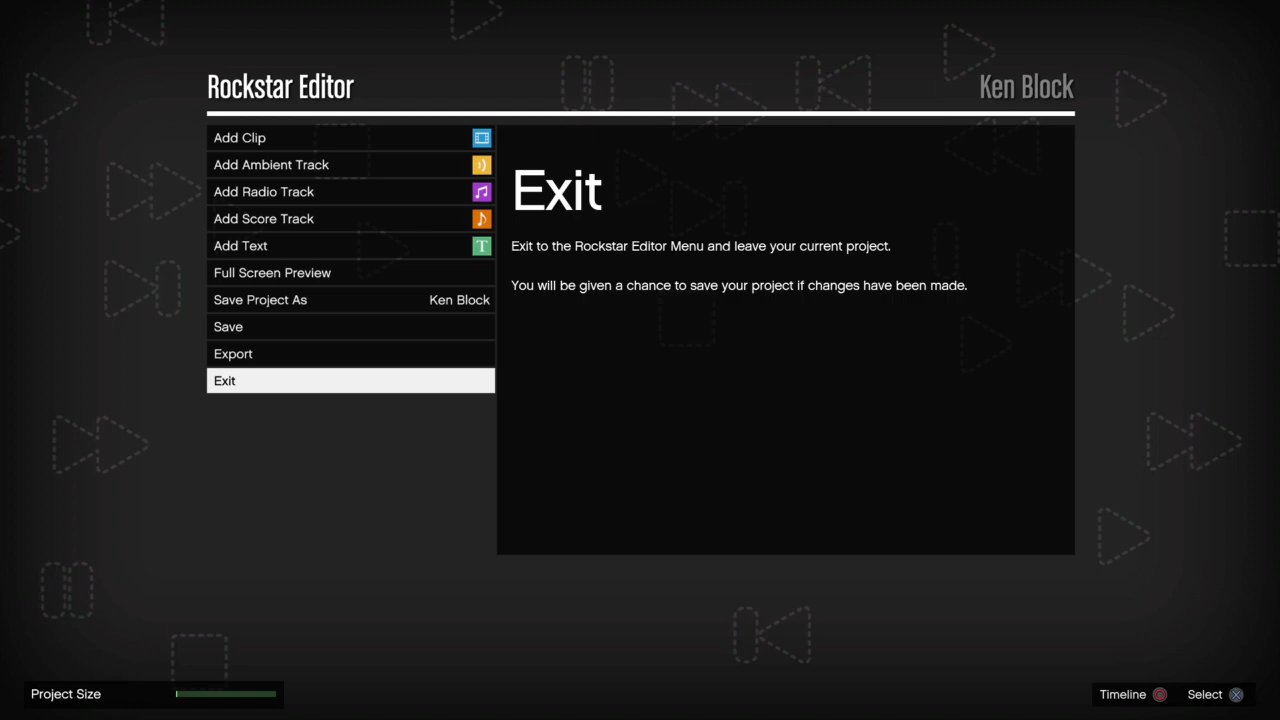 Rockstar Editor
Ken Block
Add Clip
Add Ambient Track
Add Radio Track
Add Score Track
Add Text
T
Full Screen Preview
Save Project As Ken Block
Save
Export
Exit
Exit
Exit to the Rockstar Editor Menu and leave your current project.
You will be given a chance to save your project if changes have been made.
Project Size
Timeline
Select